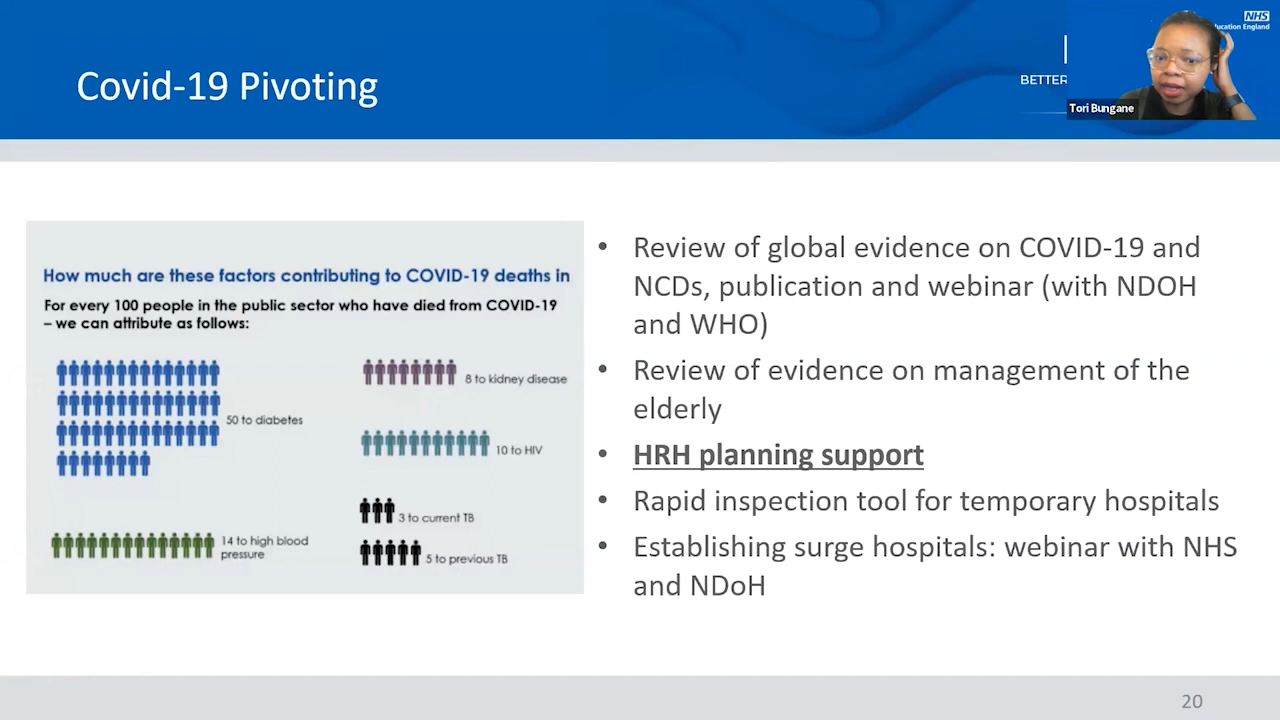 NHS
ucation England
Covid-19 Pivoting
BETTER
Tori Bungane
How much are these factors contributing to COVID-19 deaths in
For every 100 people in the public sector who have died from COVID-19
– we can attribute as follows:
50 to diabetes
14 to high blood
pressure
8 to kidney disease
10 to HIV
3 to current TB
5 to previous TB
• Review of global evidence on COVID-19 and
NCDs, publication and webinar (with NDOH
and WHO)
• Review of evidence on management of the
elderly
• HRH planning support
• Rapid inspection tool for temporary hospitals
• Establishing surge hospitals: webinar with NHS
and NDoH
20